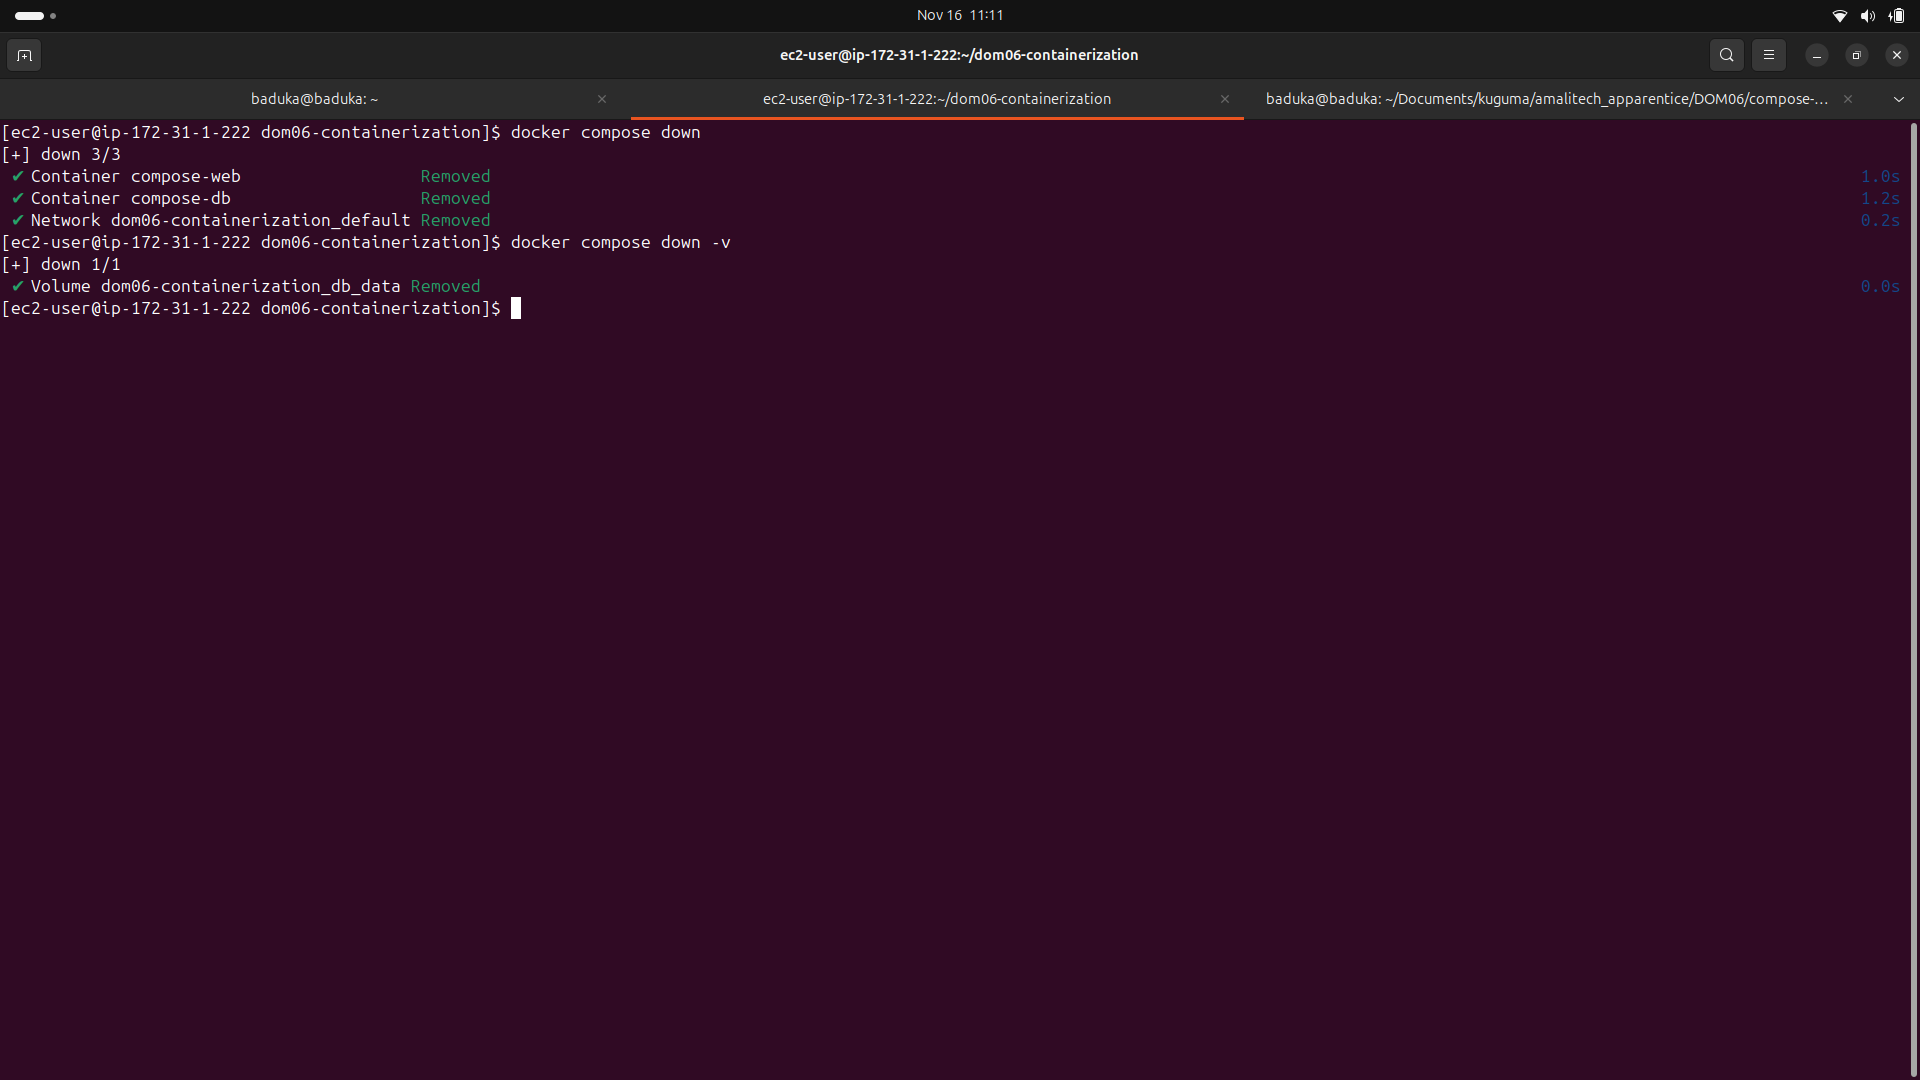 Nov 16 11:11
ec2-user@ip-172-31-1-222:~/dom06-containerization
baduka@baduka: ~
ec2-user@ip-172-31-1-222:~/dom06-containerization
baduka@baduka: ~/Documents/kuguma/amalitech_apparentice/DOM06/compose-...
[ec2-user@ip-172-31-1-222 dom06-containerization]$ docker compose down
[+] down 3/3
✔ Container compose-web Removed 1.0s
✔ Container compose-db Removed 1.2s
✔ Network dom06-containerization_default Removed 0.2s
[ec2-user@ip-172-31-1-222 dom06-containerization]$ docker compose down -v
[+] down 1/1
✔ Volume dom06-containerization_db_data Removed 0.0s
[ec2-user@ip-172-31-1-222 dom06-containerization]$